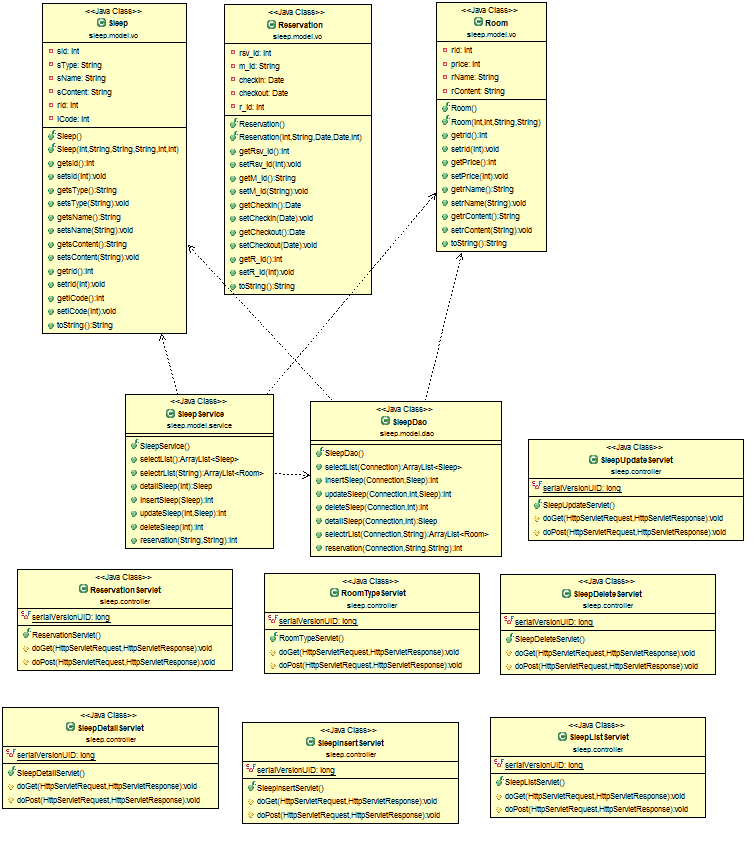 <<Java Class>>
Sleep
sleep.model.vo
sid: int
sType: String
sName: String
sContent: String
rid: int
lCode: int
Sleep()
Sleep(int,String,String,String,int,int)
getsid():int
setsid(int):void
getsType():String
setsType(String):void
getsName():String
setsName(String):void
getsContent():String
setsContent(String):void
getrid():int
setrid(int):void
getlCode():int
setlCode(int):void
toString():String
<<Java Class>>
Reservation
sleep.model.vo
rsv_id: int
m_id: String
checkin: Date
checkout: Date
r_id: int
Reservation()
Reservation(int,String,Date,Date,int)
getRsv_id():int
setRsv_id(int):void
getM_id():String
setM_id(String):void
getCheckin():Date
setCheckin(Date):void
getCheckout():Date
setCheckout(Date):void
getR_id():int
setR_id(int):void
toString():String
<<Java Class>>
Room
sleep.model.vo
rid: int
price: int
rName: String
rContent: String
Room()
Room(int,int,String,String)
getrid():int
setrid(int):void
getPrice():int
setPrice(int):void
getrName():String
setrName(String):void
getrContent():String
setrContent(String):void
toString():String
<<Java Class>>
SleepService
sleep.model.service
SleepService()
selectList():ArrayList<Sleep>
selectrList(String):ArrayList<Room>
detailSleep(int):Sleep
insertSleep(Sleep):int
updateSleep(int,Sleep):int
deleteSleep(int):int
reservation(String,String):int
<<Java Class>>
SleepDao
sleep.model.dao
SleepDao()
selectList(Connection):ArrayList<Sleep>
insertSleep(Connection,Sleep):int
updateSleep(Connection,int,Sleep):int
deleteSleep(Connection,int):int
detailSleep(Connection,int):Sleep
selectrList(Connection,String):ArrayList<Room>
reservation(Connection,String,String):int
<<Java Class>>
SleepUpdateServlet
sleep.controller
serialVersionUID: long
SleepUpdateServlet()
doGet(HttpServletRequest,HttpServletResponse):void
doPost(HttpServletRequest,HttpServletResponse):void
<<Java Class>>
ReservationServlet
sleep.controller
serialVersionUID: long
ReservationServlet()
doGet(HttpServletRequest,HttpServletResponse):void
doPost(HttpServletRequest,HttpServletResponse):void
<<Java Class>>
RoomTypeServlet
sleep.controller
serialVersionUID: long
RoomTypeServlet()
doGet(HttpServletRequest,HttpServletResponse):void
doPost(HttpServletRequest,HttpServletResponse):void
<<Java Class>>
SleepDeleteServlet
sleep.controller
serialVersionUID: long
SleepDeleteServlet()
doGet(HttpServletRequest,HttpServletResponse):void
doPost(HttpServletRequest,HttpServletResponse):void
<<Java Class>>
SleepDetailServlet
sleep.controller
serialVersionUID: long
SleepDetailServlet()
doGet(HttpServletRequest,HttpServletResponse):void
doPost(HttpServletRequest,HttpServletResponse):void
<<Java Class>>
SleepInsertServlet
sleep.controller
serialVersionUID: long
SleepInsertServlet()
doGet(HttpServletRequest,HttpServletResponse):void
doPost(HttpServletRequest,HttpServletResponse):void
<<Java Class>>
SleepListServlet
sleep.controller
serialVersionUID: long
SleepListServlet()
doGet(HttpServletRequest,HttpServletResponse):void
doPost(HttpServletRequest,HttpServletResponse):void